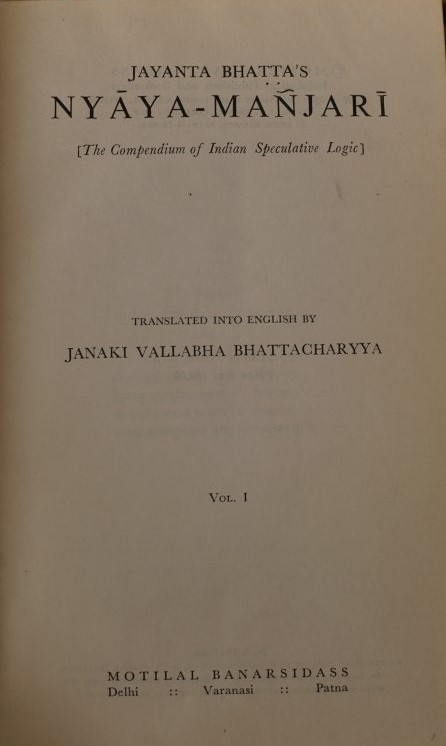 JAYANTA BHAṬṬA'S
NYĀYA-MAÑJARĪ
[The Compendium of Indian Speculative Logic]
TRANSLATED INTO ENGLISH BY
JANAKI VALLABHA BHATTACHARYYA
VOL. I
MOTILAL BANARSIDASS
Delhi :: Varanasi :: Patna